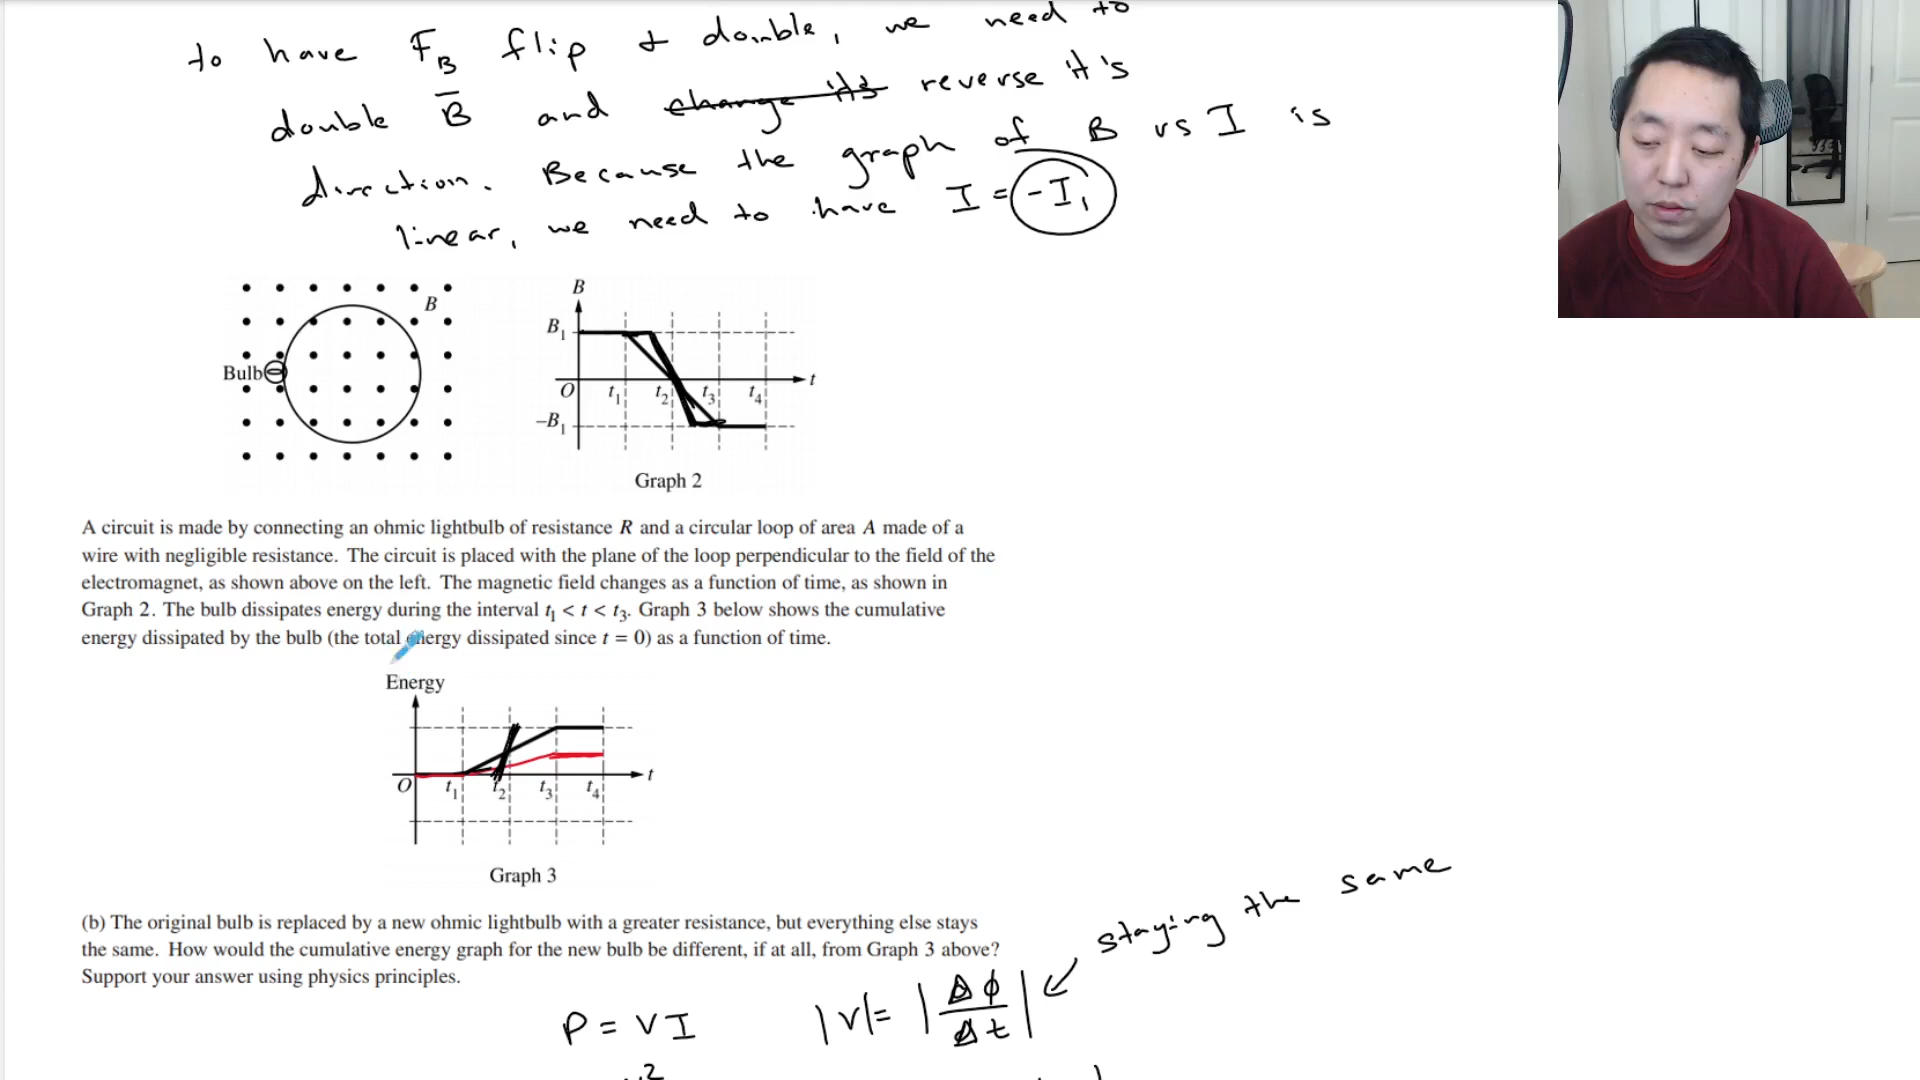 to have F_B flip + double, we need to
double B and change its reverse it's
direction. Because the graph of B vs I is
linear, we need to have I = -I₁
B
Bulb
B
B₁
O t₁ t₂ t₃ t₄ t
–B₁
Graph 2
A circuit is made by connecting an ohmic lightbulb of resistance R and a circular loop of area A made of a
wire with negligible resistance. The circuit is placed with the plane of the loop perpendicular to the field of the
electromagnet, as shown above on the left. The magnetic field changes as a function of time, as shown in
Graph 2. The bulb dissipates energy during the interval t₁ < t < t₃. Graph 3 below shows the cumulative
energy dissipated by the bulb (the total energy dissipated since t = 0) as a function of time.
Energy
O t₁ t₂ t₃ t₄ t
Graph 3
(b) The original bulb is replaced by a new ohmic lightbulb with a greater resistance, but everything else stays
the same. How would the cumulative energy graph for the new bulb be different, if at all, from Graph 3 above?
Support your answer using physics principles.
staying the same
P = VI |V| = |Δϕ/Δt|